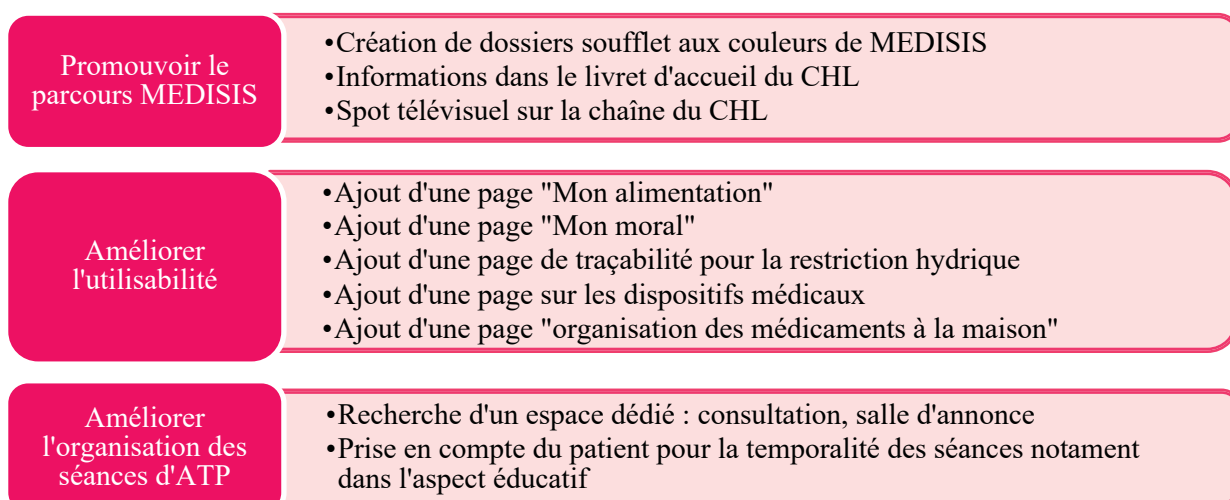 Promouvoir le
parcours MEDISIS
•Création de dossiers soufflet aux couleurs de MEDISIS
•Informations dans le livret d'accueil du CHL
•Spot télévisuel sur la chaîne du CHL
Améliorer
l'utilisabilité
•Ajout d'une page "Mon alimentation"
•Ajout d'une page "Mon moral"
•Ajout d'une page de traçabilité pour la restriction hydrique
•Ajout d'une page sur les dispositifs médicaux
•Ajout d'une page "organisation des médicaments à la maison"
Améliorer
l'organisation des
séances d'ATP
•Recherche d'un espace dédié : consultation, salle d'annonce
•Prise en compte du patient pour la temporalité des séances notament
dans l'aspect éducatif